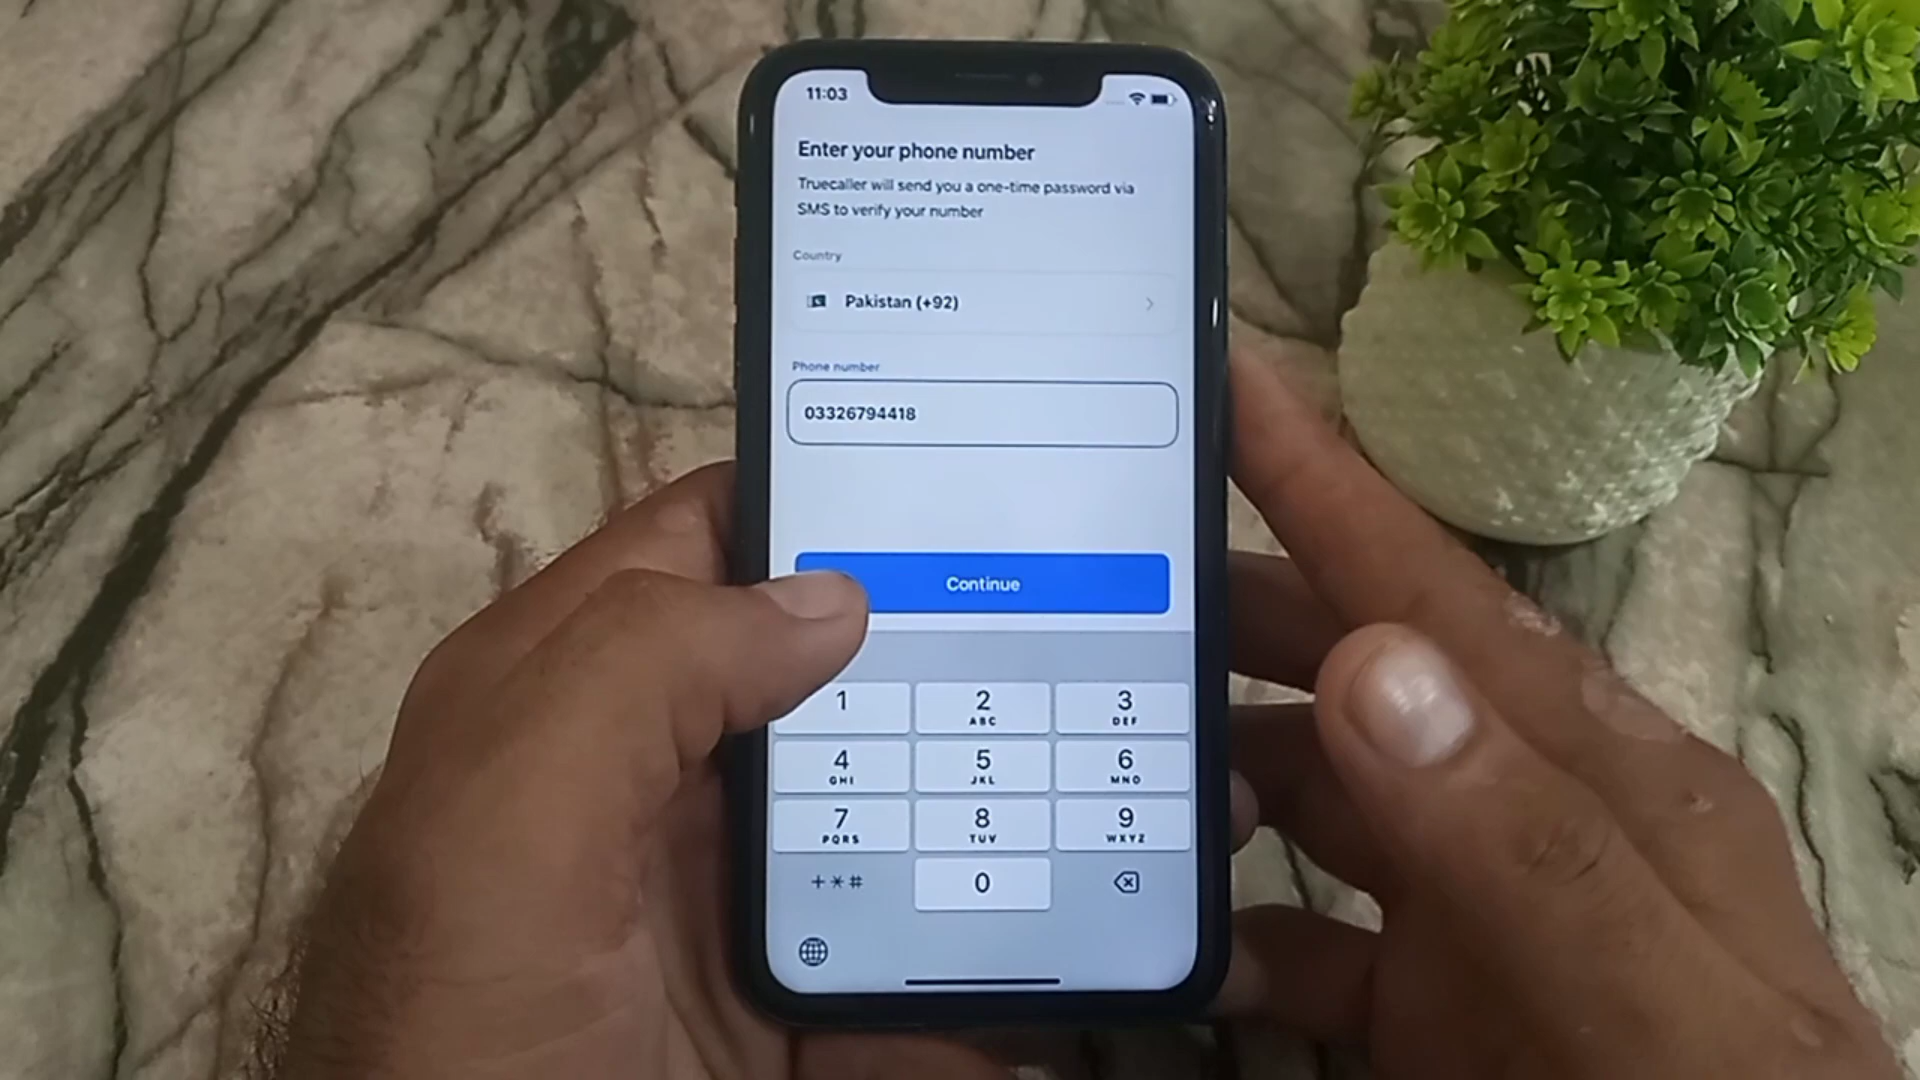 11:03
Enter your phone number
Truecaller will send you a one-time password via
SMS to verify your number
Country
Pakistan (+92)
Phone number
03326794418
Continue
1 2 3
ABC DEF
4 5 6
GHI JKL MNO
7 8 9
PQRS TUV WXYZ
+*# 0